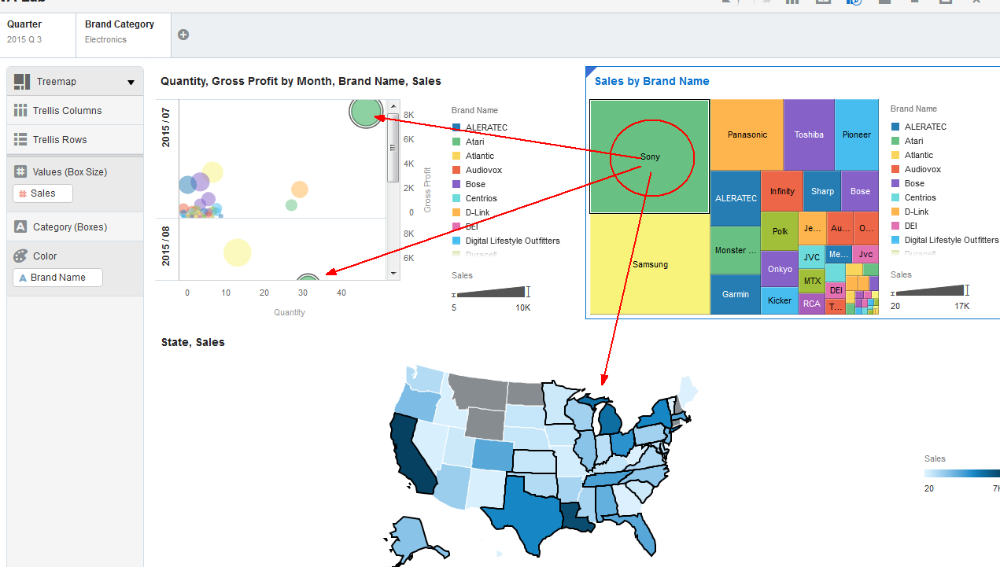 Quarter
2015 Q 3
Brand Category
Electronics
Treemap
Trellis Columns
Trellis Rows
Values (Box Size)
# Sales
Category (Boxes)
Color
A Brand Name
Quantity, Gross Profit by Month, Brand Name, Sales
2015 / 07
2015 / 08
8K
6K
4K
2K
0
8K
6K
Gross Profit
0 10 20 30 40
Quantity
Brand Name
ALERATEC
Atari
Atlantic
Audiovox
Bose
Centrios
D-Link
DEI
Digital Lifestyle Outfitters
Duracell
Sales
5 10K
Sales by Brand Name
Sony
Samsung
Panasonic
Toshiba
Pioneer
ALERATEC
Infinity
Sharp
Bose
Monster ...
Polk
Je...
Au...
O...
JVC
Me...
Jvc
Onkyo
Garmin
MTX
DEI
Kicker
RCA
T...
Brand Name
ALERATEC
Atari
Atlantic
Audiovox
Bose
Centrios
D-Link
DEI
Digital Lifestyle Outfitters
Duracell
Sales
20 17K
State, Sales
Sales
20